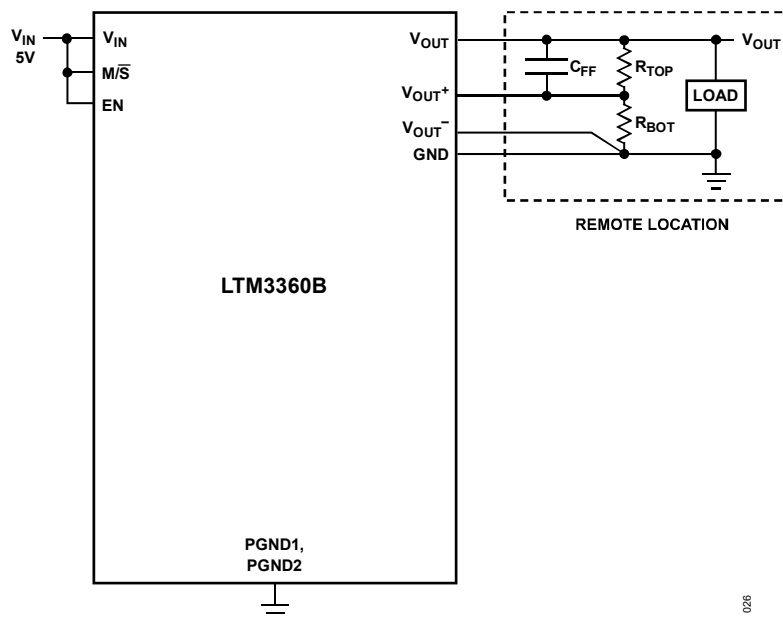 VIN
5V
VIN
M/S̅
EN
VOUT
VOUT+
VOUT−
GND
CFF
RTOP
RBOT
LOAD
VOUT
REMOTE LOCATION
LTM3360B
PGND1,
PGND2
026